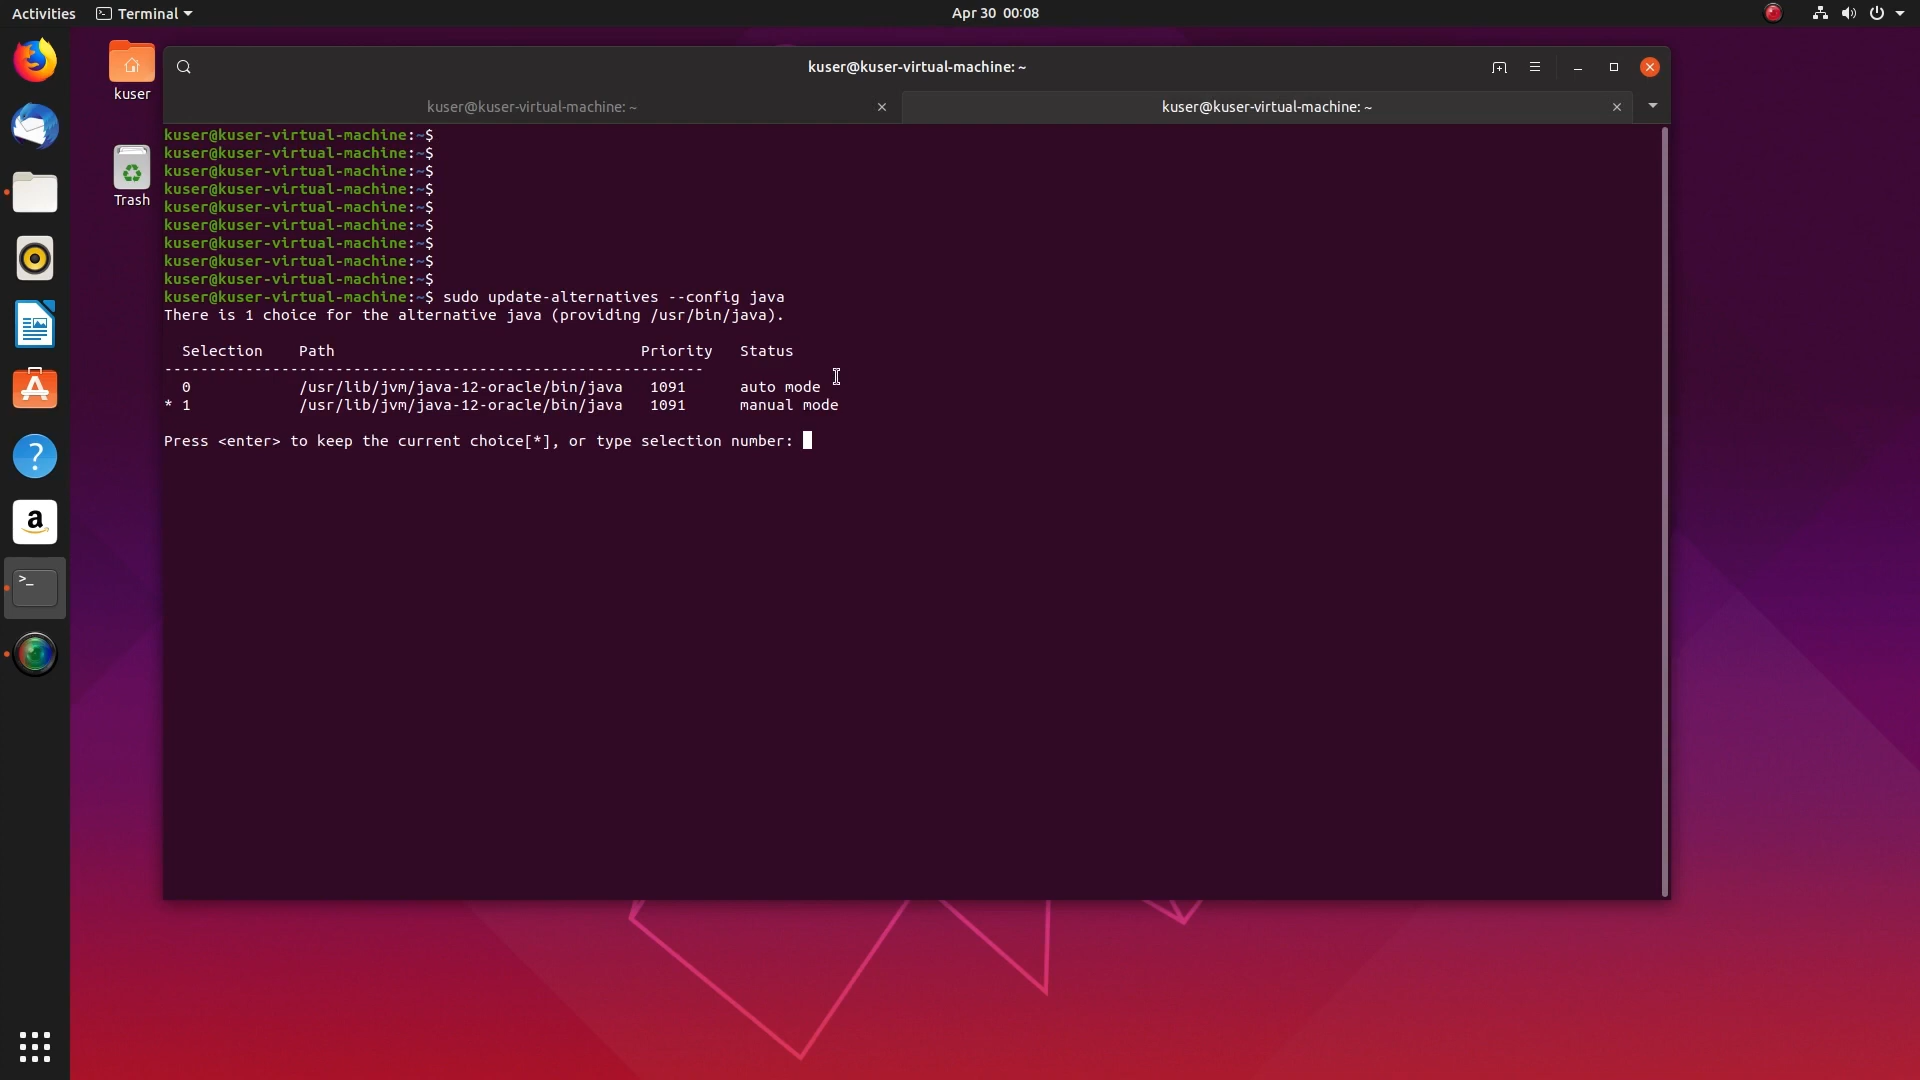 Activities Terminal Apr 30 00:08
kuser@kuser-virtual-machine: ~
kuser@kuser-virtual-machine: ~ kuser@kuser-virtual-machine: ~
kuser
Trash
kuser@kuser-virtual-machine:~$
kuser@kuser-virtual-machine:~$
kuser@kuser-virtual-machine:~$
kuser@kuser-virtual-machine:~$
kuser@kuser-virtual-machine:~$
kuser@kuser-virtual-machine:~$
kuser@kuser-virtual-machine:~$
kuser@kuser-virtual-machine:~$
kuser@kuser-virtual-machine:~$
kuser@kuser-virtual-machine:~$ sudo update-alternatives --config java
There is 1 choice for the alternative java (providing /usr/bin/java).
Selection Path Priority Status
------------------------------------------------------------
0 /usr/lib/jvm/java-12-oracle/bin/java 1091 auto mode
* 1 /usr/lib/jvm/java-12-oracle/bin/java 1091 manual mode
Press <enter> to keep the current choice[*], or type selection number: